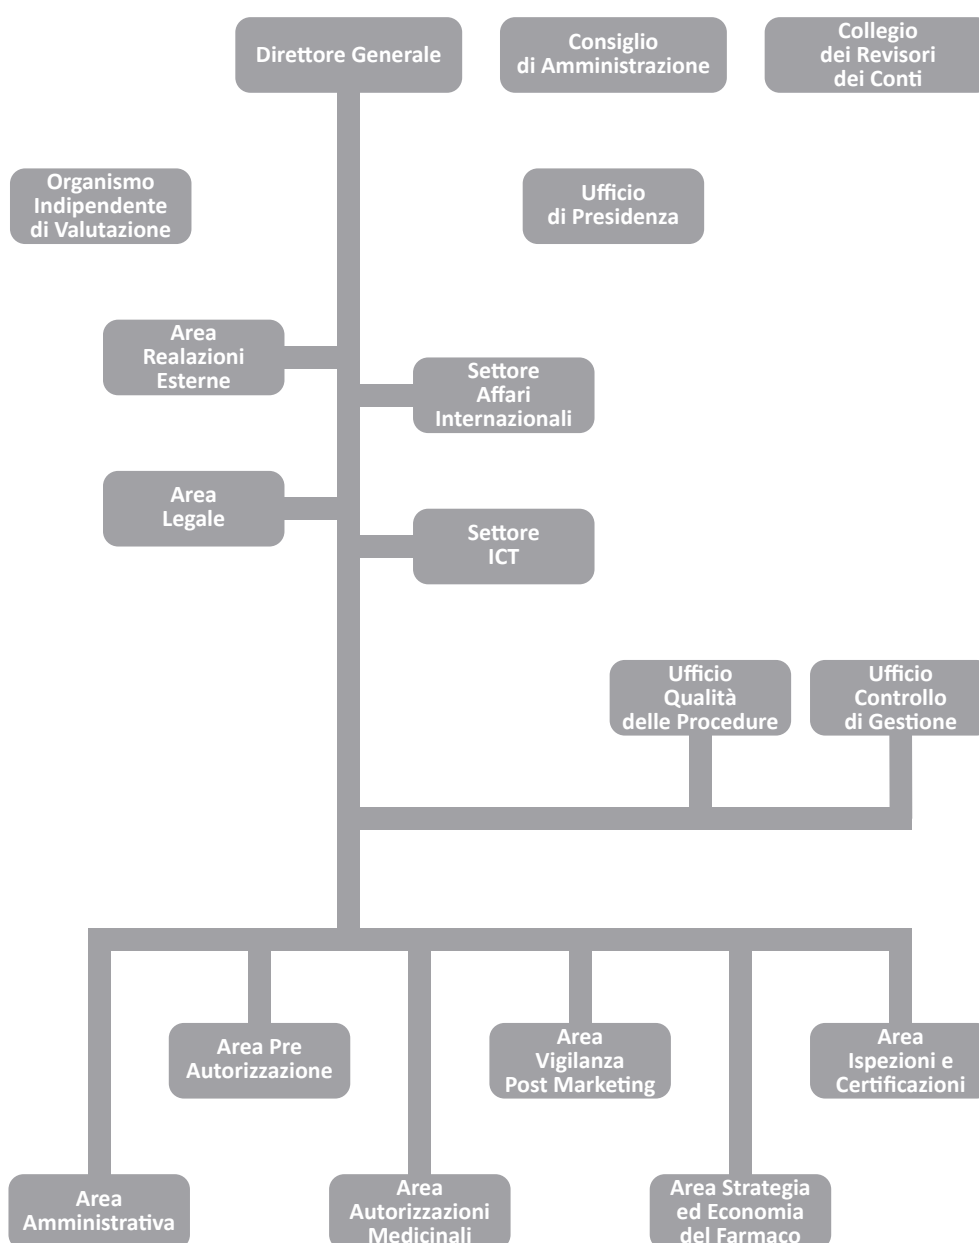 Direttore Generale
Consiglio
di Amministrazione
Collegio
dei Revisori
dei Conti
Organismo
Indipendente
di Valutazione
Ufficio
di Presidenza
Area
Realazioni
Esterne
Settore
Affari
Internazionali
Area
Legale
Settore
ICT
Ufficio
Qualità
delle Procedure
Ufficio
Controllo
di Gestione
Area Pre
Autorizzazione
Area
Vigilanza
Post Marketing
Area
Ispezioni e
Certificazioni
Area
Amministrativa
Area
Autorizzazioni
Medicinali
Area Strategia
ed Economia
del Farmaco